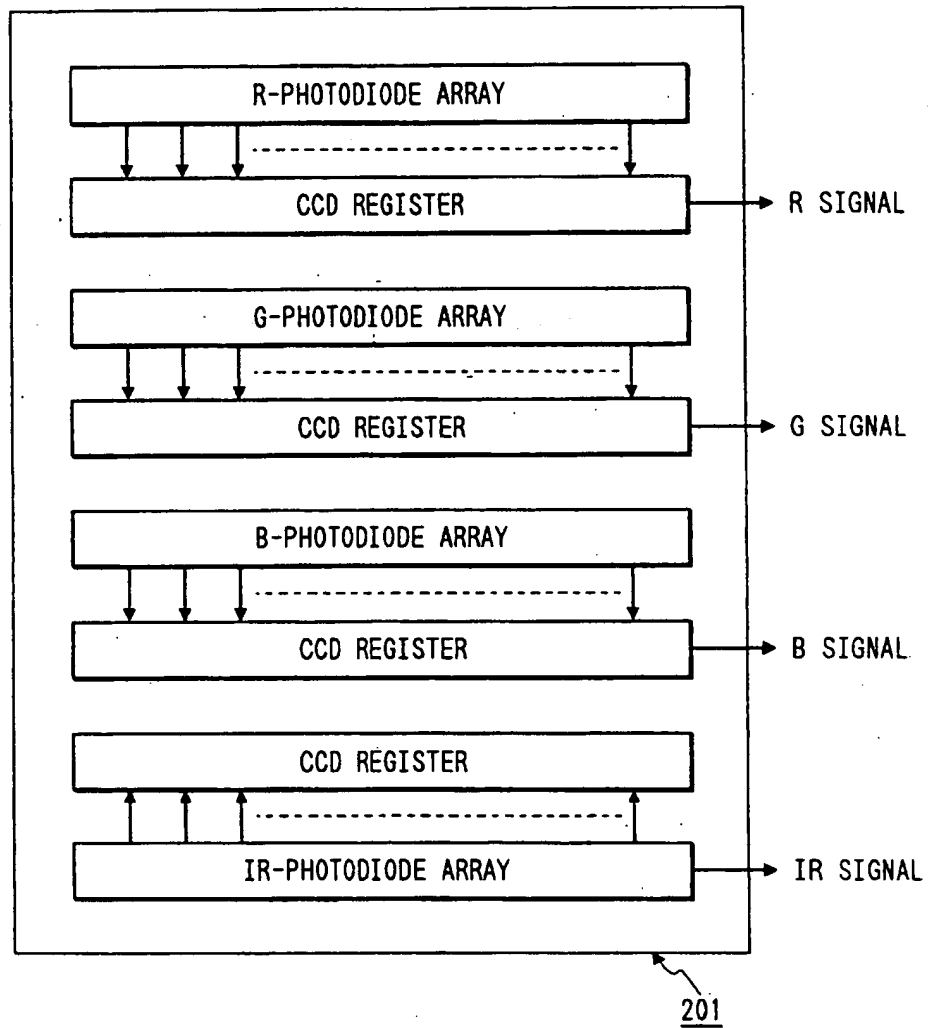 R-PHOTODIODE ARRAY
CCD REGISTER
R SIGNAL
G-PHOTODIODE ARRAY
CCD REGISTER
G SIGNAL
B-PHOTODIODE ARRAY
CCD REGISTER
B SIGNAL
CCD REGISTER
IR-PHOTODIODE ARRAY
IR SIGNAL
201